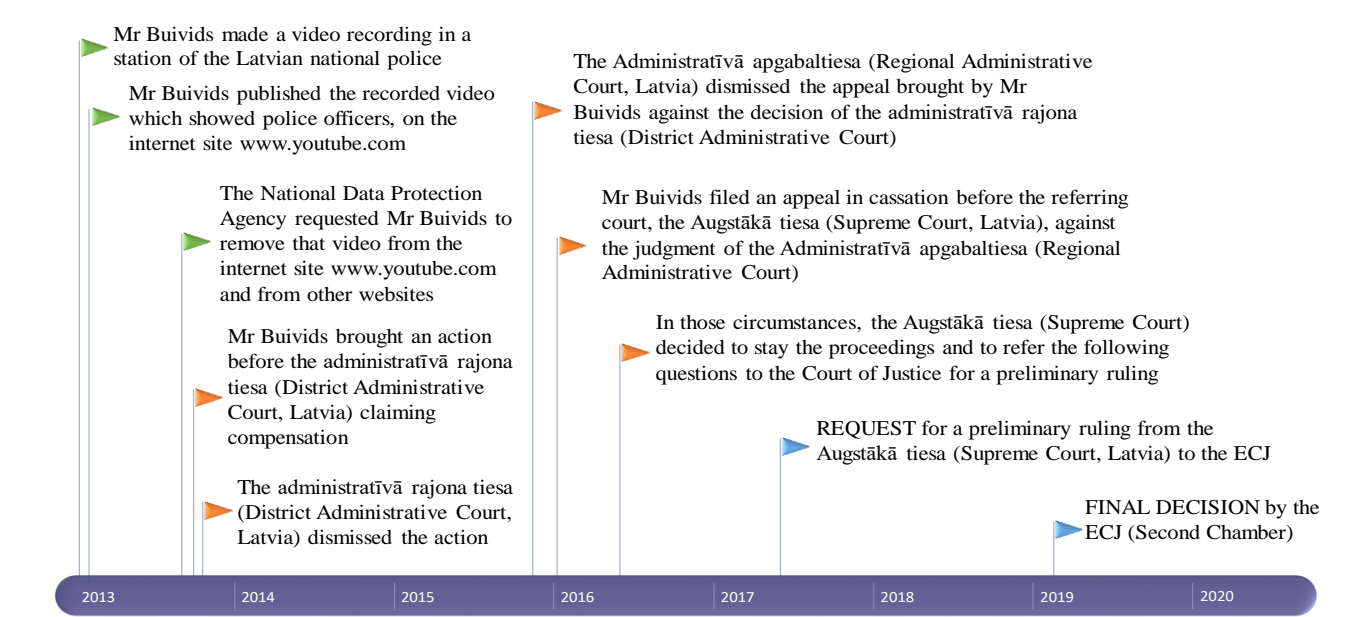 Mr Buivids made a video recording in a
station of the Latvian national police
Mr Buivids published the recorded video
which showed police officers, on the
internet site www.youtube.com
The National Data Protection
Agency requested Mr Buivids to
remove that video from the
internet site www.youtube.com
and from other websites
Mr Buivids brought an action
before the administratīvā rajona
tiesa (District Administrative
Court, Latvia) claiming
compensation
The administratīvā rajona tiesa
(District Administrative Court,
Latvia) dismissed the action
The Administratīvā apgabaltiesa (Regional Administrative
Court, Latvia) dismissed the appeal brought by Mr
Buivids against the decision of the administratīvā rajona
tiesa (District Administrative Court)
Mr Buivids filed an appeal in cassation before the referring
court, the Augstākā tiesa (Supreme Court, Latvia), against
the judgment of the Administratīvā apgabaltiesa (Regional
Administrative Court)
In those circumstances, the Augstākā tiesa (Supreme Court)
decided to stay the proceedings and to refer the following
questions to the Court of Justice for a preliminary ruling
REQUEST for a preliminary ruling from the
Augstākā tiesa (Supreme Court, Latvia) to the ECJ
FINAL DECISION by the
ECJ (Second Chamber)
2013 2014 2015 2016 2017 2018 2019 2020